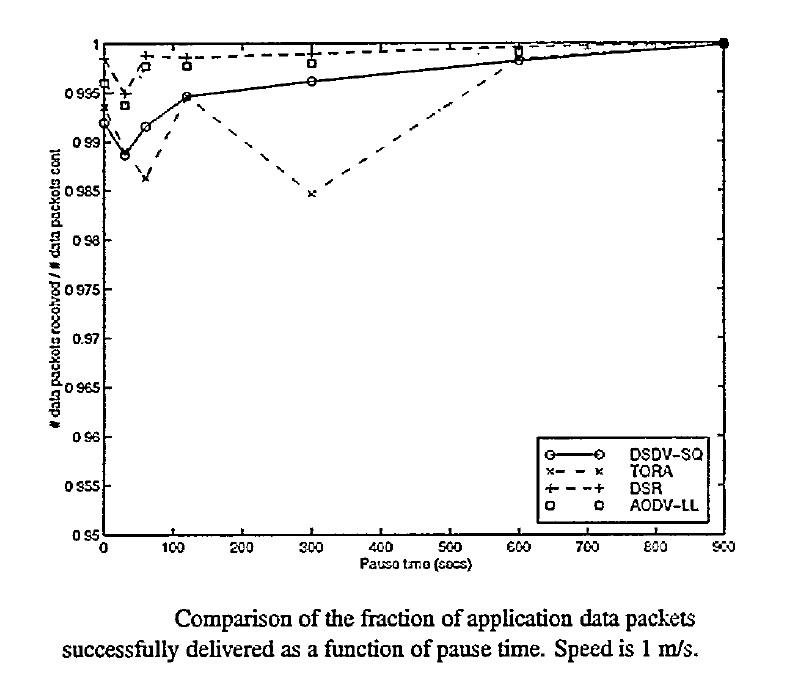 1
0.995
0.99
0.985
0.98
0.975
0.97
0.965
0.96
0.955
0.95
0 100 200 300 400 500 600 700 800 900
# data packets received / # data packets sent
Pause time (secs)
DSDV-SQ
TORA
DSR
AODV-LL
Comparison of the fraction of application data packets
successfully delivered as a function of pause time. Speed is 1 m/s.